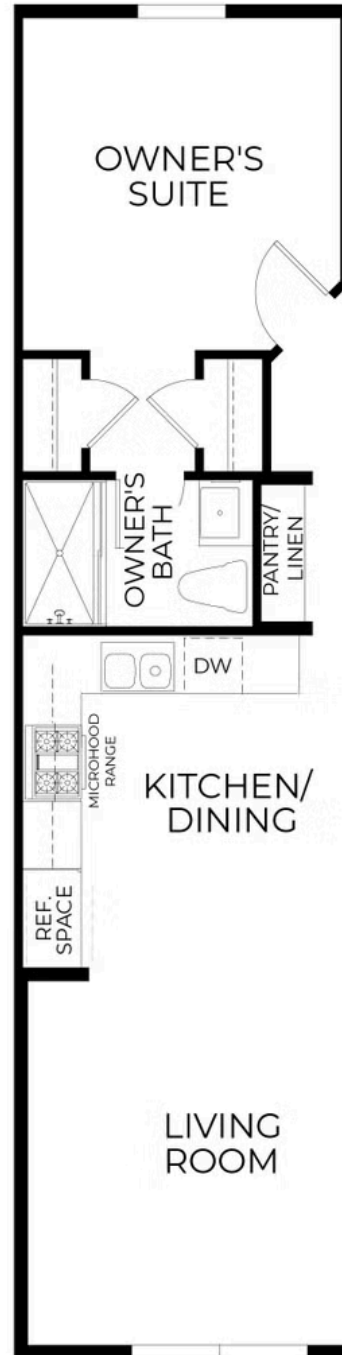 OWNER'S
SUITE
OWNER'S
BATH
PANTRY/
LINEN
DW
MICROHOOD
RANGE
KITCHEN/
DINING
REF.
SPACE
LIVING
ROOM